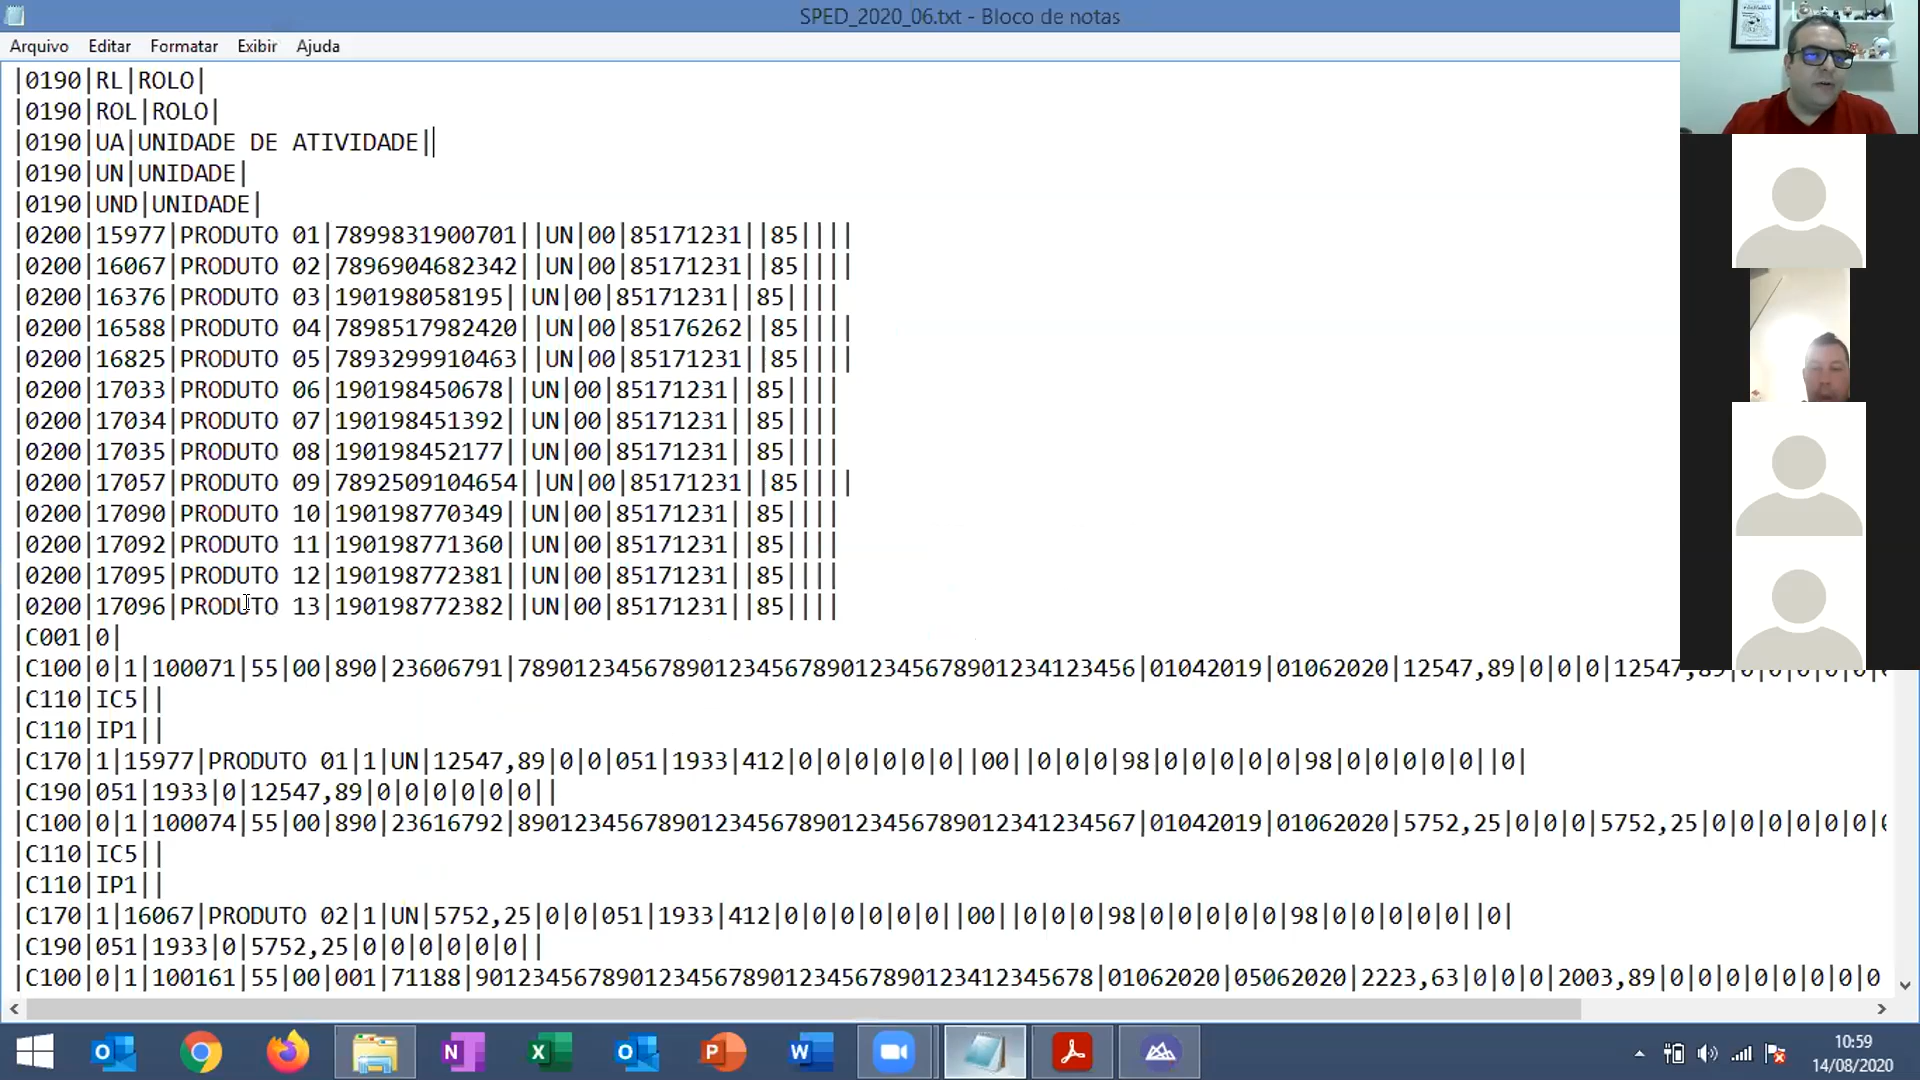 SPED_2020_06.txt - Bloco de notas
Arquivo Editar Formatar Exibir Ajuda
|0190|RL|ROLO|
|0190|ROL|ROLO|
|0190|UA|UNIDADE DE ATIVIDADE|
|0190|UN|UNIDADE|
|0190|UND|UNIDADE|
|0200|15977|PRODUTO 01|7899831900701||UN|00|85171231||85||||
|0200|16067|PRODUTO 02|7896904682342||UN|00|85171231||85||||
|0200|16376|PRODUTO 03|190198058195||UN|00|85171231||85||||
|0200|16588|PRODUTO 04|7898517982420||UN|00|85176262||85||||
|0200|16825|PRODUTO 05|7893299910463||UN|00|85171231||85||||
|0200|17033|PRODUTO 06|190198450678||UN|00|85171231||85||||
|0200|17034|PRODUTO 07|190198451392||UN|00|85171231||85||||
|0200|17035|PRODUTO 08|190198452177||UN|00|85171231||85||||
|0200|17057|PRODUTO 09|7892509104654||UN|00|85171231||85||||
|0200|17090|PRODUTO 10|190198770349||UN|00|85171231||85||||
|0200|17092|PRODUTO 11|190198771360||UN|00|85171231||85||||
|0200|17095|PRODUTO 12|190198772381||UN|00|85171231||85||||
|0200|17096|PRODUTO 13|190198772382||UN|00|85171231||85||||
|C001|0|
|C100|0|1|100071|55|00|890|23606791|78901234567890123456789012345678901234123456|01042019|01062020|12547,89|0|0|0|12547,89|0|0|0|0|0|
|C110|IC5||
|C110|IP1||
|C170|1|15977|PRODUTO 01|1|UN|12547,89|0|0|051|1933|412|0|0|0|0|0|0||00||0|0|0|98|0|0|0|0|0|98|0|0|0|0|0||0|
|C190|051|1933|0|12547,89|0|0|0|0|0|0||
|C100|0|1|100074|55|00|890|23616792|89012345678901234567890123456789012341234567|01042019|01062020|5752,25|0|0|0|5752,25|0|0|0|0|0|0|
|C110|IC5||
|C110|IP1||
|C170|1|16067|PRODUTO 02|1|UN|5752,25|0|0|051|1933|412|0|0|0|0|0|0||00||0|0|0|98|0|0|0|0|0|98|0|0|0|0|0||0|
|C190|051|1933|0|5752,25|0|0|0|0|0|0||
|C100|0|1|100161|55|00|001|71188|90123456789012345678901234567890123412345678|01062020|05062020|2223,63|0|0|0|2003,89|0|0|0|0|0|0|0|0
10:59
14/08/2020